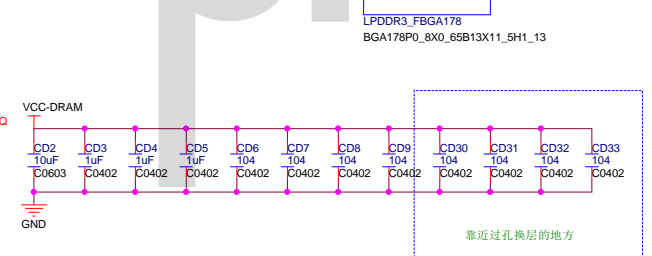 LPDDR3_FBGA178
BGA178P0_8X0_65B13X11_5H1_13
VCC-DRAM
Q
CD2 CD3 CD4 CD5 CD6 CD7 CD8 CD9 CD30 CD31 CD32 CD33
10uF 1uF 1uF 1uF 104 104 104 104 104 104 104 104
C0603 C0402 C0402 C0402 C0402 C0402 C0402 C0402 C0402 C0402 C0402 C0402
GND
靠近过孔换层的地方